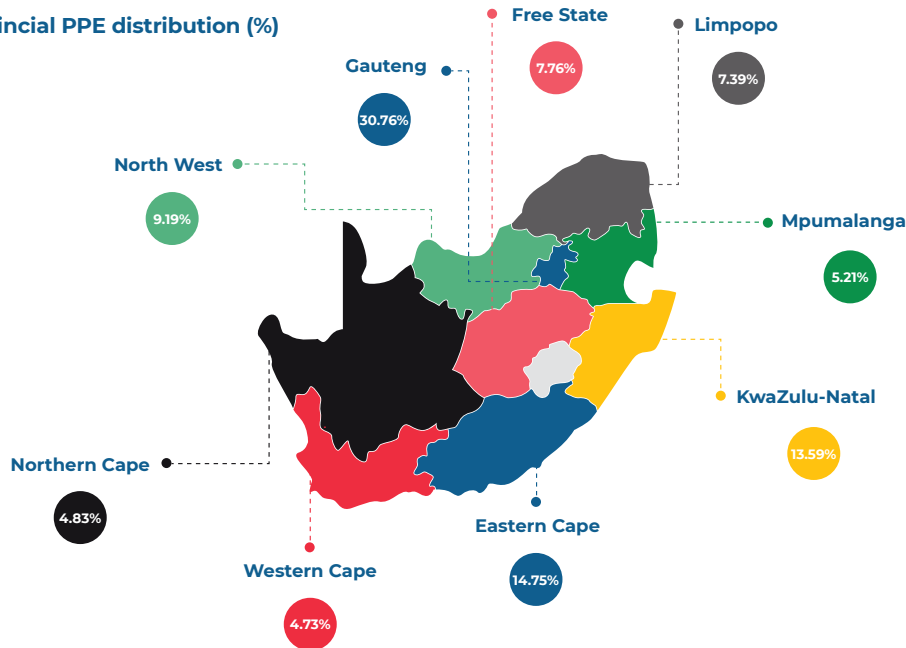 incial PPE distribution (%)
Free State
7.76%
Limpopo
7.39%
Gauteng
30.76%
North West
9.19%
Mpumalanga
5.21%
KwaZulu-Natal
13.59%
Northern Cape
4.83%
Eastern Cape
14.75%
Western Cape
4.73%